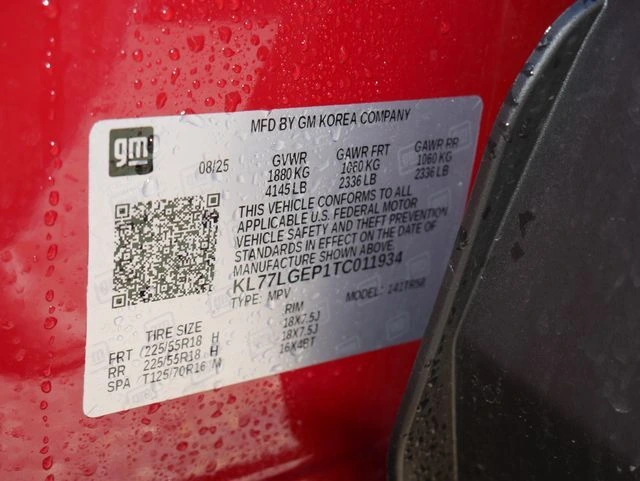 MFD BY GM KOREA COMPANY
gm
08/25
GVWR GAWR FRT GAWR RR
1880 KG 1060 KG 1060 KG
4145 LB 2336 LB 2336 LB
THIS VEHICLE CONFORMS TO ALL
APPLICABLE U.S. FEDERAL MOTOR
VEHICLE SAFETY AND THEFT PREVENTION
STANDARDS IN EFFECT ON THE DATE OF
MANUFACTURE SHOWN ABOVE.
KL77LGEP1TC011934
TYPE: MPV MODEL:
TIRE SIZE RIM
FRT 225/55R18 H 18X7.5J
RR 225/55R18 H 18X7.5J
SPA T125/70R16 M 16X4BT